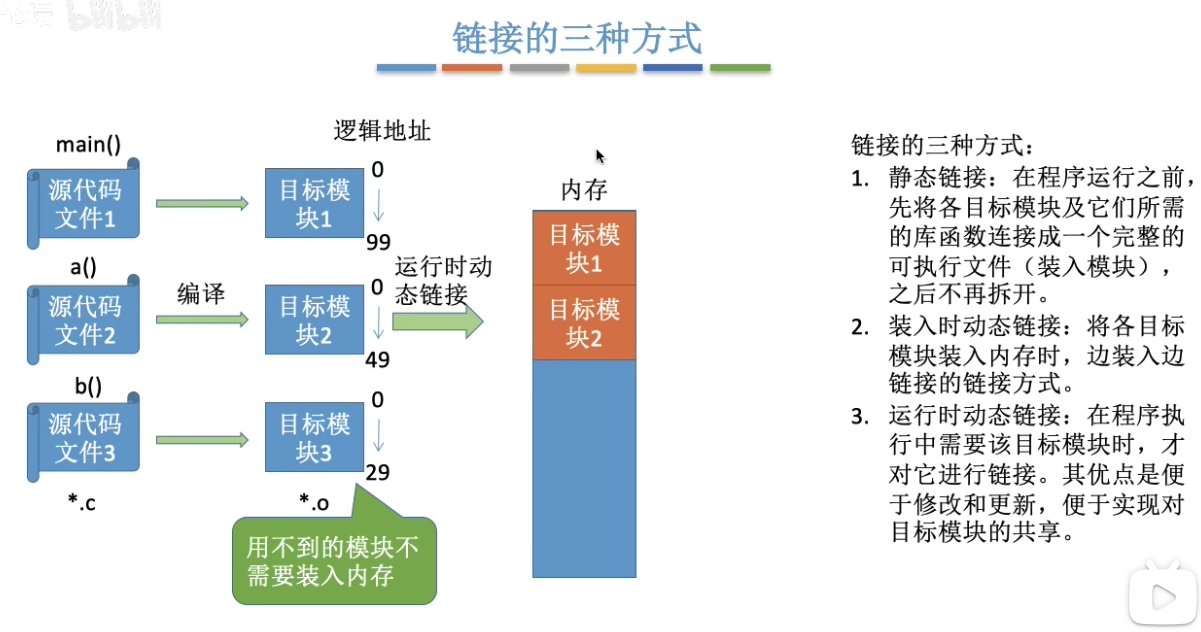 bilibili
链接的三种方式
逻辑地址
main()
源代码
文件1
目标模
块1
0
99
a()
源代码
文件2
编译
目标模
块2
0
49
运行时动
态链接
b()
源代码
文件3
目标模
块3
0
29
*.c
*.o
用不到的模块不
需要装入内存
内存
目标模
块1
目标模
块2
链接的三种方式：
1. 静态链接：在程序运行之前，
先将各目标模块及它们所需
的库函数连接成一个完整的
可执行文件（装入模块），
之后不再拆开。
2. 装入时动态链接：将各目标
模块装入内存时，边装入边
链接的链接方式。
3. 运行时动态链接：在程序执
行中需要该目标模块时，才
对它进行链接。其优点是便
于修改和更新，便于实现对
目标模块的共享。